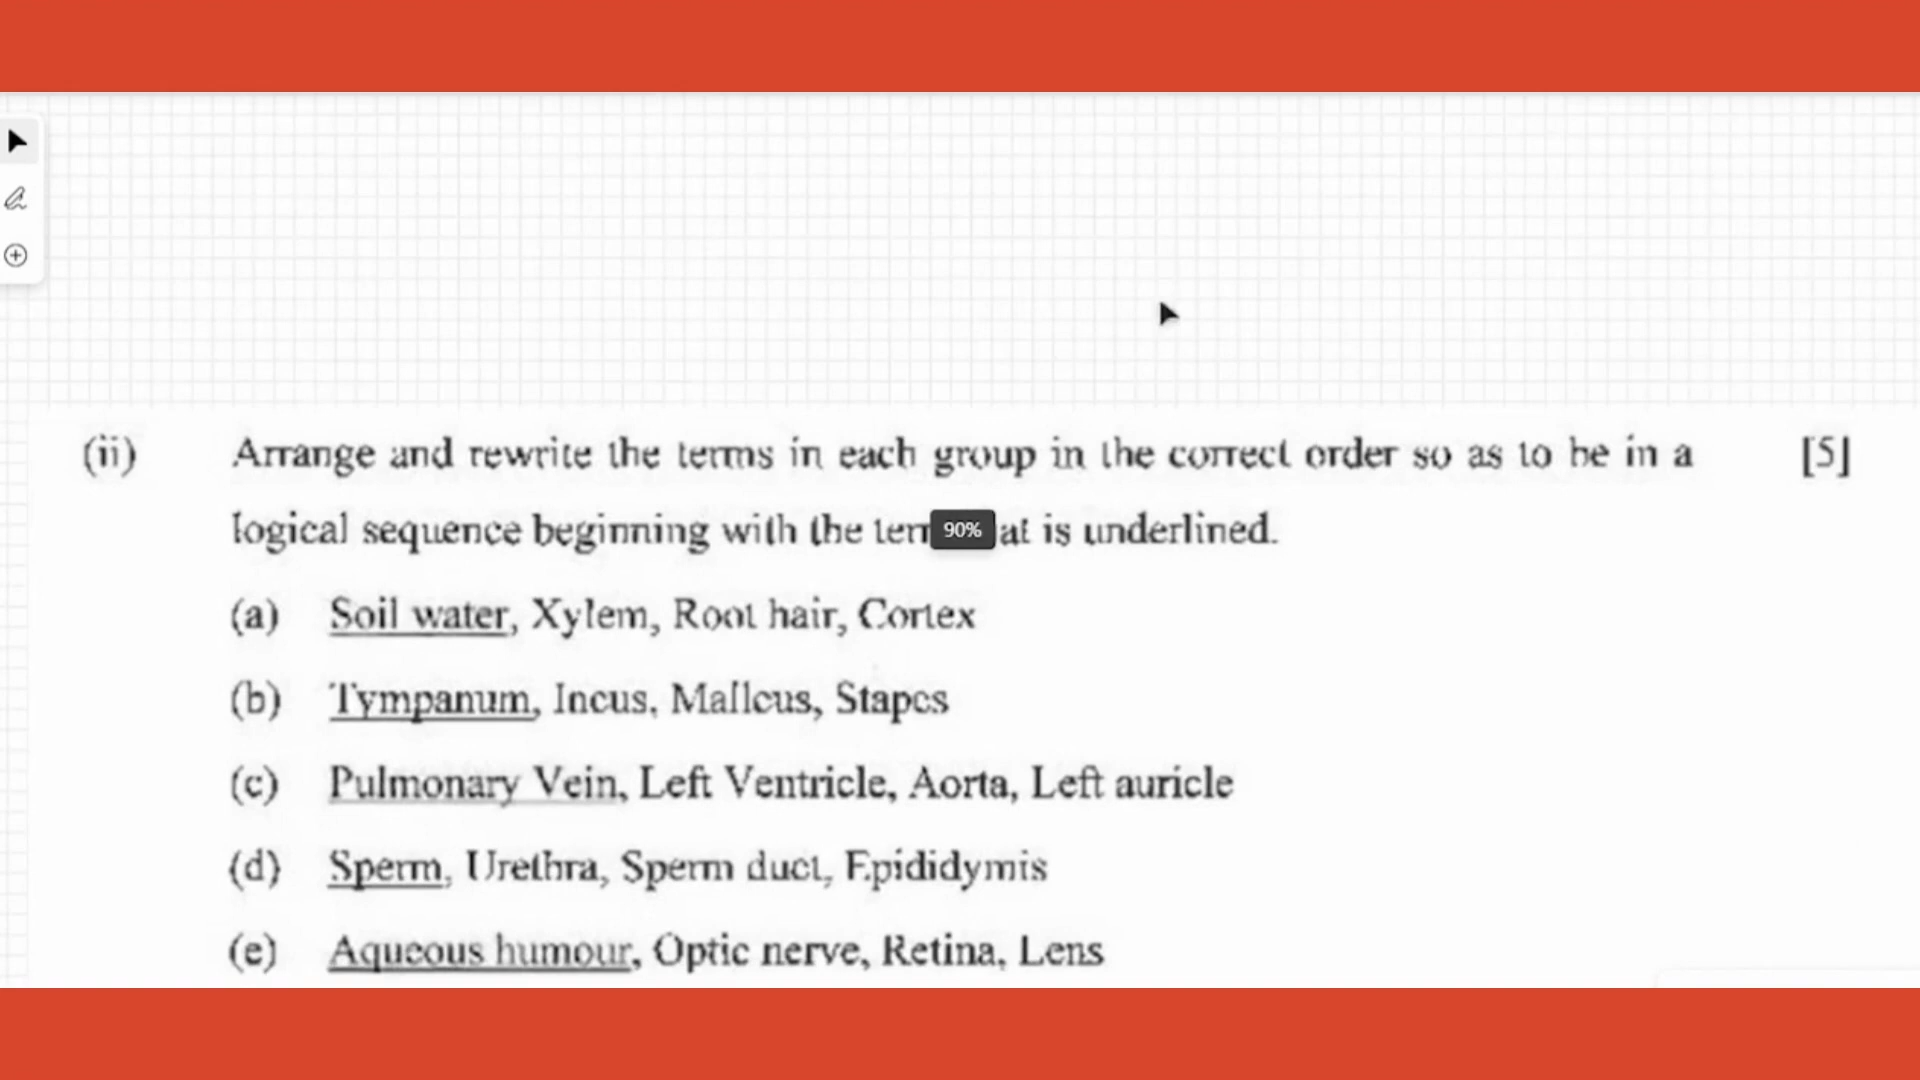 (ii) Arrange and rewrite the terms in each group in the correct order so as to be in a [5]
logical sequence beginning with the 90% is underlined.
(a) Soil water, Xylem, Root hair, Cortex
(b) Tympanum, Incus, Malleus, Stapes
(c) Pulmonary Vein, Left Ventricle, Aorta, Left auricle
(d) Sperm, Urethra, Sperm duct, Epididymis
(e) Aqueous humour, Optic nerve, Retina, Lens